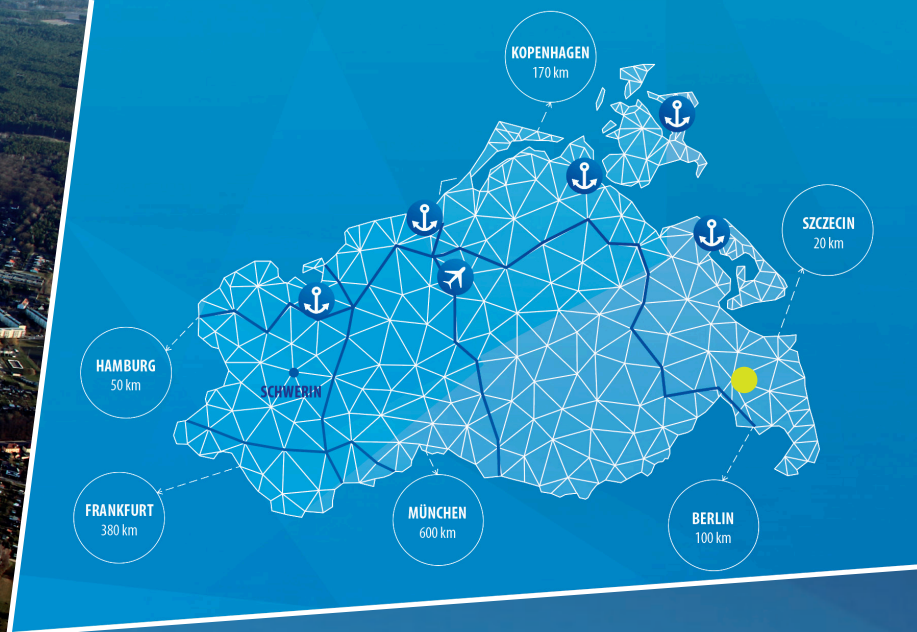 KOPENHAGEN
170 km
SZCZECIN
20 km
HAMBURG
50 km
SCHWERIN
FRANKFURT
380 km
MÜNCHEN
600 km
BERLIN
100 km